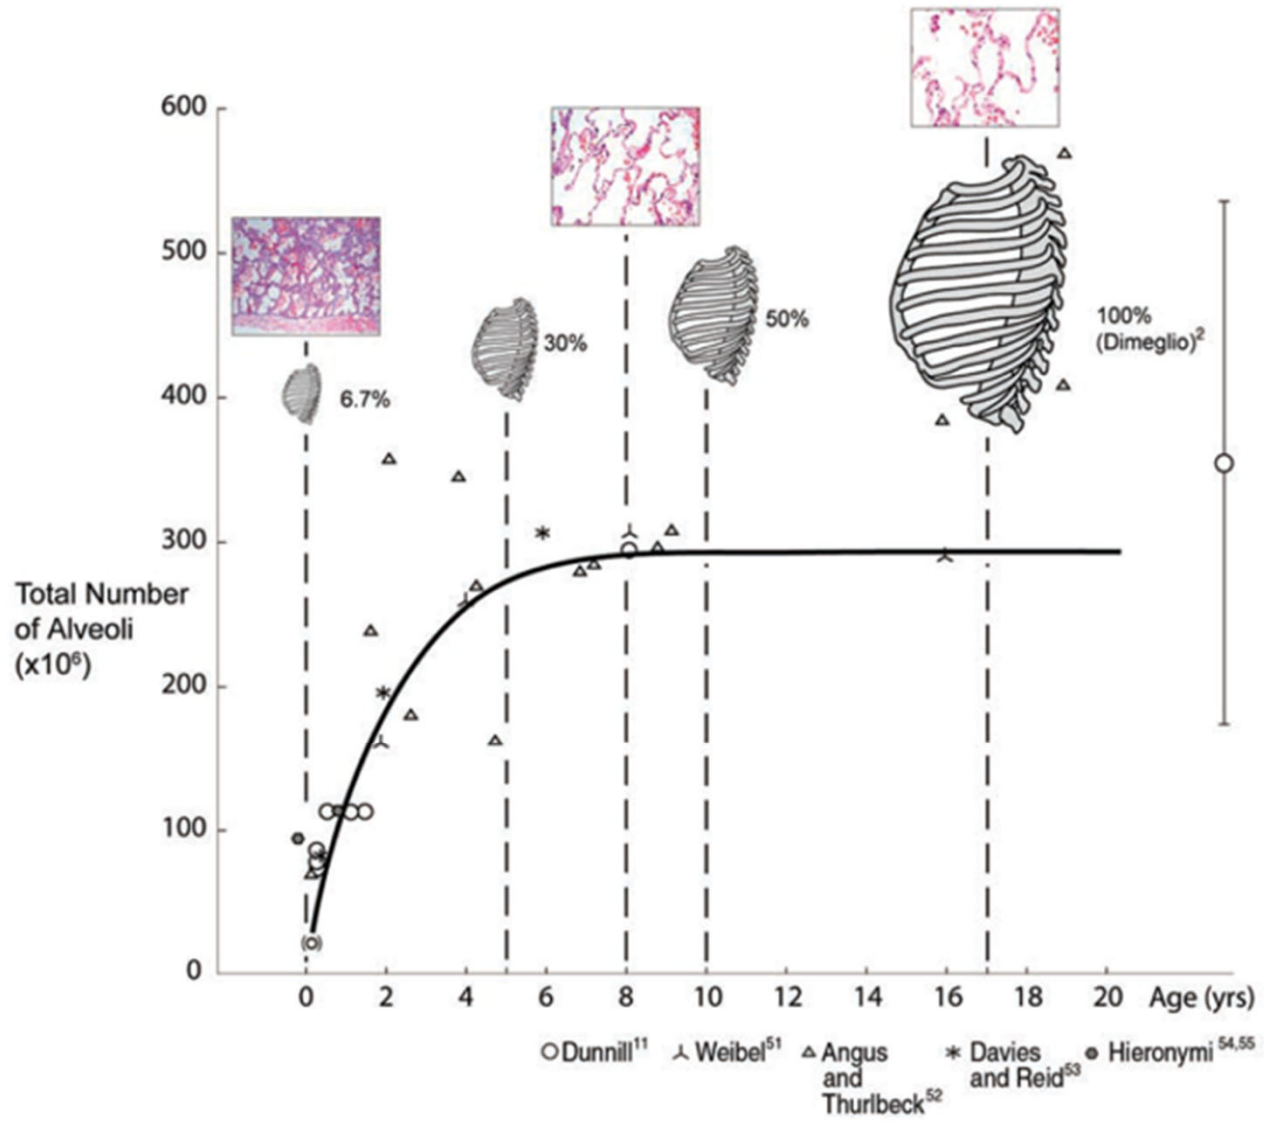 600
500
400
300
200
100
0
Total Number
of Alveoli
(x10⁶)
6.7%
30%
50%
100%
(Dimeglio)²
0 2 4 6 8 10 12 14 16 18 20 Age (yrs)
Dunnill¹¹ Weibel⁵¹ Angus and Thurlbeck⁵² Davies and Reid⁵³ Hieronymi ⁵⁴,⁵⁵